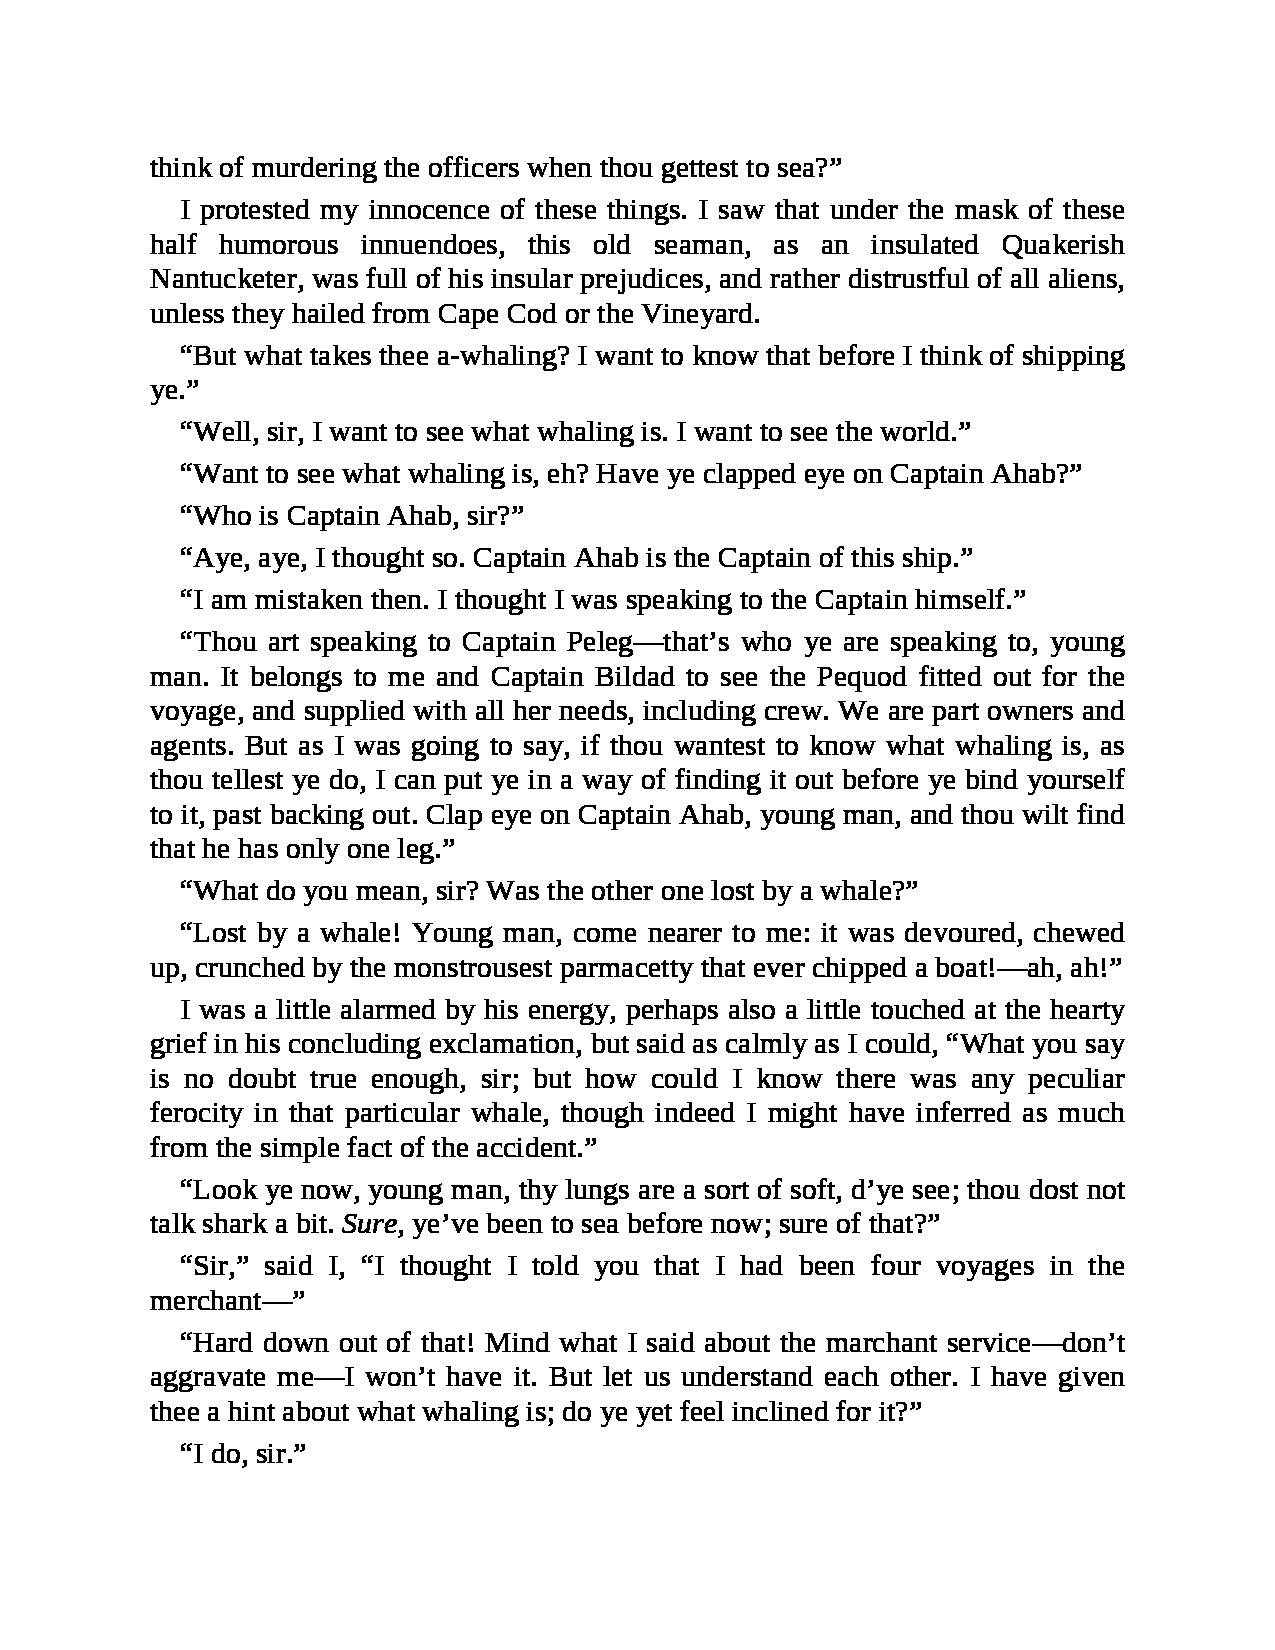 think of murdering the officers when thou gettest to sea?”
I protested my innocence of these things. I saw that under the mask of these
half humorous innuendoes, this old seaman, as an insulated Quakerish
Nantucketer, was full of his insular prejudices, and rather distrustful of all aliens,
unless they hailed from Cape Cod or the Vineyard.
“But what takes thee a-whaling? I want to know that before I think of shipping
ye.”
“Well, sir, I want to see what whaling is. I want to see the world.”
“Want to see what whaling is, eh? Have ye clapped eye on Captain Ahab?”
“Who is Captain Ahab, sir?”
“Aye, aye, I thought so. Captain Ahab is the Captain of this ship.”
“I am mistaken then. I thought I was speaking to the Captain himself.”
“Thou art speaking to Captain Peleg—that’s who ye are speaking to, young
man. It belongs to me and Captain Bildad to see the Pequod fitted out for the
voyage, and supplied with all her needs, including crew. We are part owners and
agents. But as I was going to say, if thou wantest to know what whaling is, as
thou tellest ye do, I can put ye in a way of finding it out before ye bind yourself
to it, past backing out. Clap eye on Captain Ahab, young man, and thou wilt find
that he has only one leg.”
“What do you mean, sir? Was the other one lost by a whale?”
“Lost by a whale! Young man, come nearer to me: it was devoured, chewed
up, crunched by the monstrousest parmacetty that ever chipped a boat!—ah, ah!”
I was a little alarmed by his energy, perhaps also a little touched at the hearty
grief in his concluding exclamation, but said as calmly as I could, “What you say
is no doubt true enough, sir; but how could I know there was any peculiar
ferocity in that particular whale, though indeed I might have inferred as much
from the simple fact of the accident.”
“Look ye now, young man, thy lungs are a sort of soft, d’ye see; thou dost not
talk shark a bit. Sure, ye’ve been to sea before now; sure of that?”
“Sir,” said I, “I thought I told you that I had been four voyages in the
merchant—”
“Hard down out of that! Mind what I said about the marchant service—don’t
aggravate me—I won’t have it. But let us understand each other. I have given
thee a hint about what whaling is; do ye yet feel inclined for it?”
“I do, sir.”